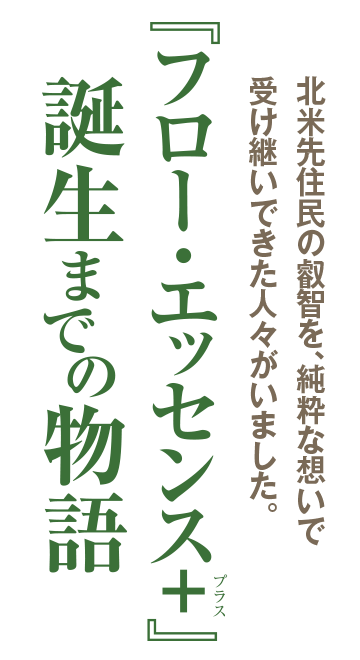 北米先住民の叡智を、純粋な想いで
受け継いできた人々がいました。
『フロー・エッセンス＋』
プラス
誕生までの物語